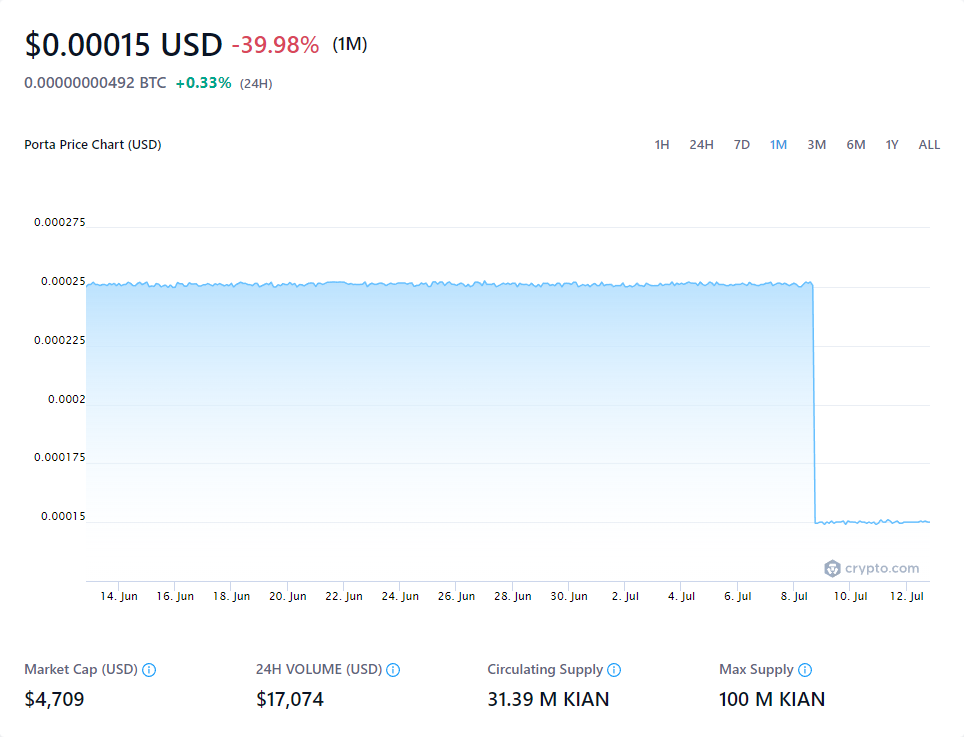 $0.00015 USD -39.98% (1M)
0.00000000492 BTC +0.33% (24H)
Porta Price Chart (USD)
1H 24H 7D 1M 3M 6M 1Y ALL
0.000275
0.00025
0.000225
0.0002
0.000175
0.00015
crypto.com
14. Jun 16. Jun 18. Jun 20. Jun 22. Jun 24. Jun 26. Jun 28. Jun 30. Jun 2. Jul 4. Jul 6. Jul 8. Jul 10. Jul 12. Jul
Market Cap (USD) 24H VOLUME (USD) Circulating Supply Max Supply
$4,709 $17,074 31.39 M KIAN 100 M KIAN